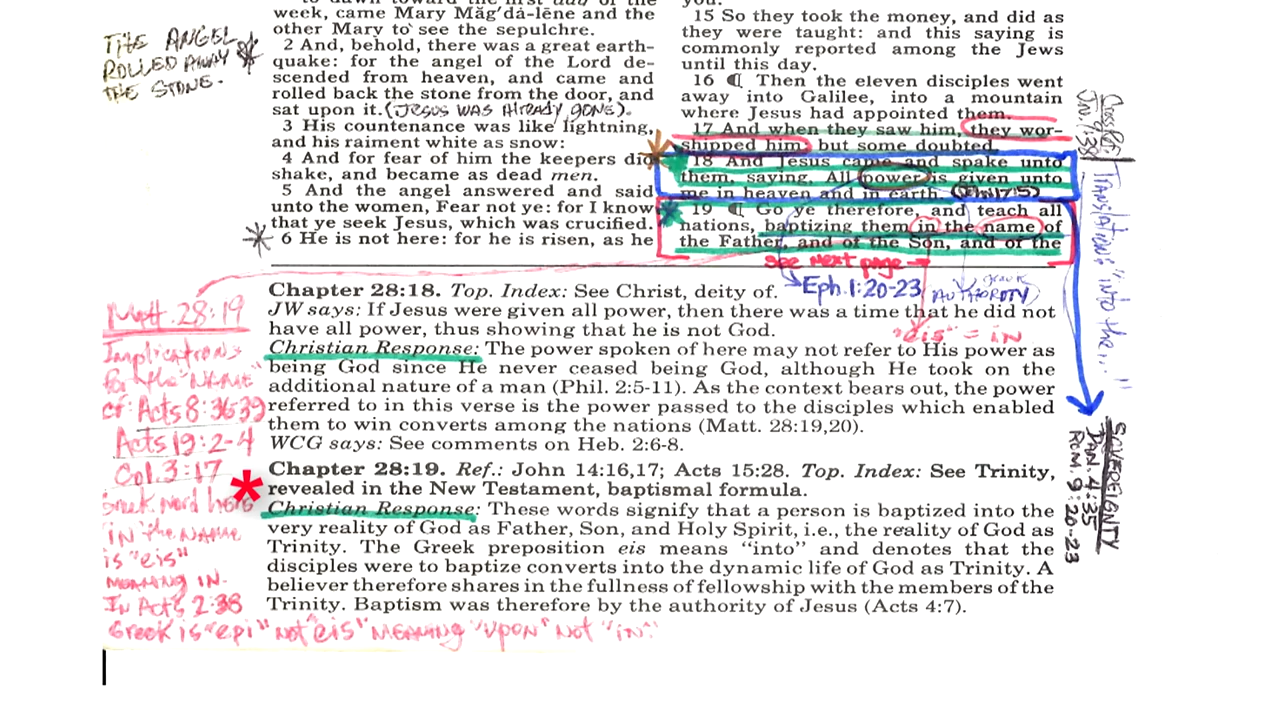 week, came Mary Măg′dȧ-lēne and the
other Mary to see the sepulchre.
2 And, behold, there was a great earth-
quake: for the angel of the Lord de-
scended from heaven, and came and
rolled back the stone from the door, and
sat upon it. (JESUS WAS AlREADY gONE).
3 His countenance was like lightning,
and his raiment white as snow:
4 And for fear of him the keepers did
shake, and became as dead men.
5 And the angel answered and said
unto the women, Fear not ye: for I know
that ye seek Jesus, which was crucified.
6 He is not here: for he is risen, as he
THE ANGEL
ROLLED AWAY
THE STONE.
you.
15 So they took the money, and did as
they were taught: and this saying is
commonly reported among the Jews
until this day.
16 ¶ Then the eleven disciples went
away into Galilee, into a mountain
where Jesus had appointed them.
17 And when they saw him, they wor-
shipped him: but some doubted.
18 And Jesus came and spake unto
them, saying, All power is given unto
me in heaven and in earth. (Jn.17:5)
19 ¶ Go ye therefore, and teach all
nations, baptizing them in the name of
the Father, and of the Son, and of the
see Next page
Eph. 1:20-23
AUTHORITY)
"eis" = iN
Cross Ref.
TRANSlATiON: "iNto the..."
SOVEREIGNTY
DAN. 4:35
ROM. 9:20-23
Chapter 28:18. Top. Index: See Christ, deity of.
JW says: If Jesus were given all power, then there was a time that he did not
have all power, thus showing that he is not God.
Christian Response: The power spoken of here may not refer to His power as
being God since He never ceased being God, although He took on the
additional nature of a man (Phil. 2:5-11). As the context bears out, the power
referred to in this verse is the power passed to the disciples which enabled
them to win converts among the nations (Matt. 28:19,20).
WCG says: See comments on Heb. 2:6-8.
Chapter 28:19. Ref.: John 14:16,17; Acts 15:28. Top. Index: See Trinity,
revealed in the New Testament, baptismal formula.
Christian Response: These words signify that a person is baptized into the
very reality of God as Father, Son, and Holy Spirit, i.e., the reality of God as
Trinity. The Greek preposition eis means “into” and denotes that the
disciples were to baptize converts into the dynamic life of God as Trinity. A
believer therefore shares in the fullness of fellowship with the members of the
Trinity. Baptism was therefore by the authority of Jesus (Acts 4:7).
Matt. 28:19
Implications
for the "NAME"
cf. Acts 8:36-39
Acts 19:2-4
Col. 3:17
Greek word here
IN the NAME
is "eis"
MEANING IN.
In Acts 2:38
Greek is "epi" not "eis" MEANING "UPON" NOT "iN."